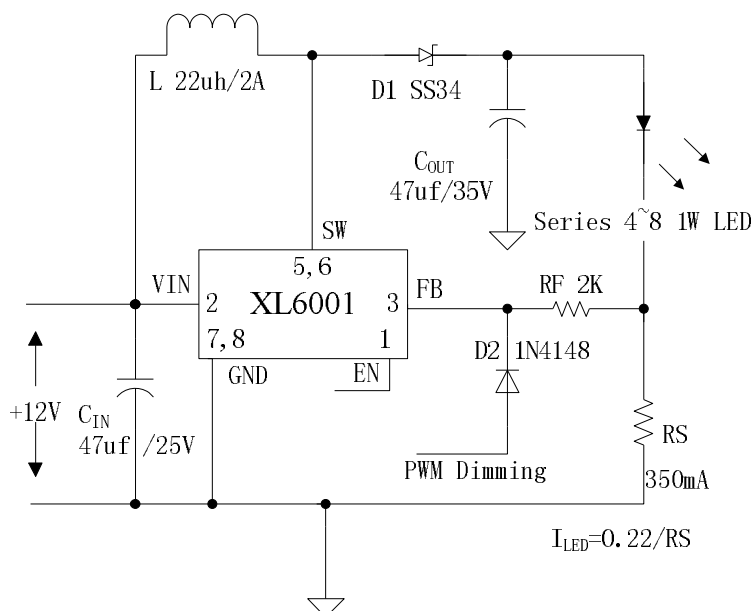 L 22uh/2A
D1 SS34
COUT
47uf/35V
Series 4~8 1W LED
SW
5,6
VIN
2
XL6001
3
FB
RF 2K
7,8
1
GND
EN
D2 1N4148
+12V
CIN
47uf /25V
PWM Dimming
RS
350mA
ILED=0.22/RS